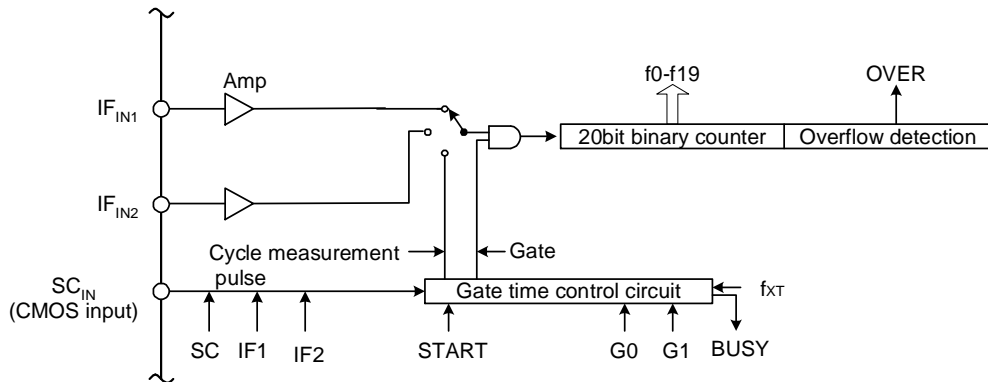 f0-f19
OVER
Amp
IFIN1
20bit binary counter
Overflow detection
IFIN2
Cycle measurement
pulse
Gate
SCIN
(CMOS input)
Gate time control circuit
fXT
SC
IF1
IF2
START
G0
G1
BUSY